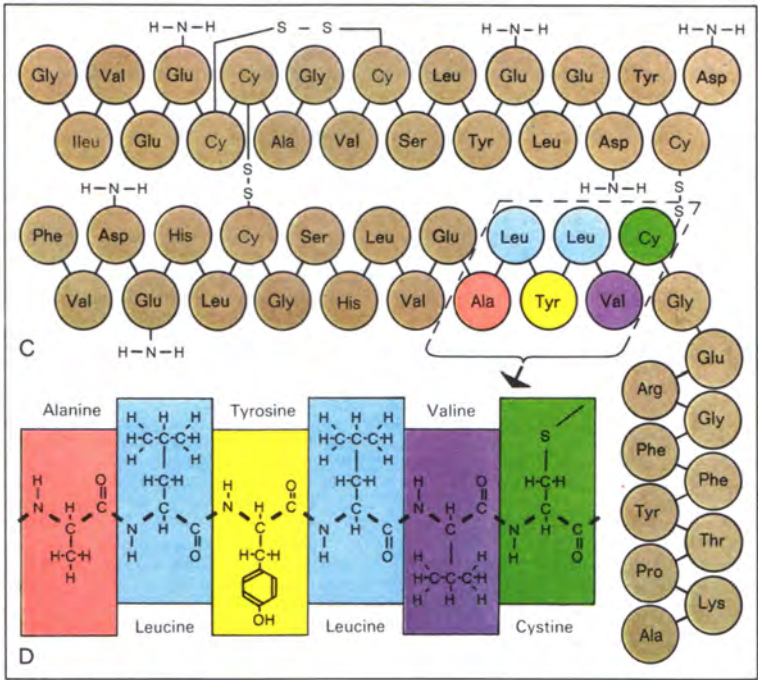 H–N–H H–N–H H–N–H
S – S
Gly Val Glu Cy Gly Cy Leu Glu Glu Tyr Asp
Ileu Glu Cy Ala Val Ser Tyr Leu Asp Cy
S
S
H–N–H H–N–H
S
S
Phe Asp His Cy Ser Leu Glu Leu Leu Cy
Val Glu Leu Gly His Val Ala Tyr Val Gly
H–N–H
C
Glu
Arg
Gly
Phe
Phe
Tyr
Thr
Pro
Lys
Ala
Alanine Tyrosine Valine
H H H
H–C–C–C–H H–C–C–C–H S
H H H H
H O H–C–H H O H–C–H H O H–C–H
N H C N H C N H C
C C C C C C
H–C–H N C H–C–H N C C–H N C
H H O H O H–C–C–C–H H O
OH H H
Leucine Leucine Cystine
D